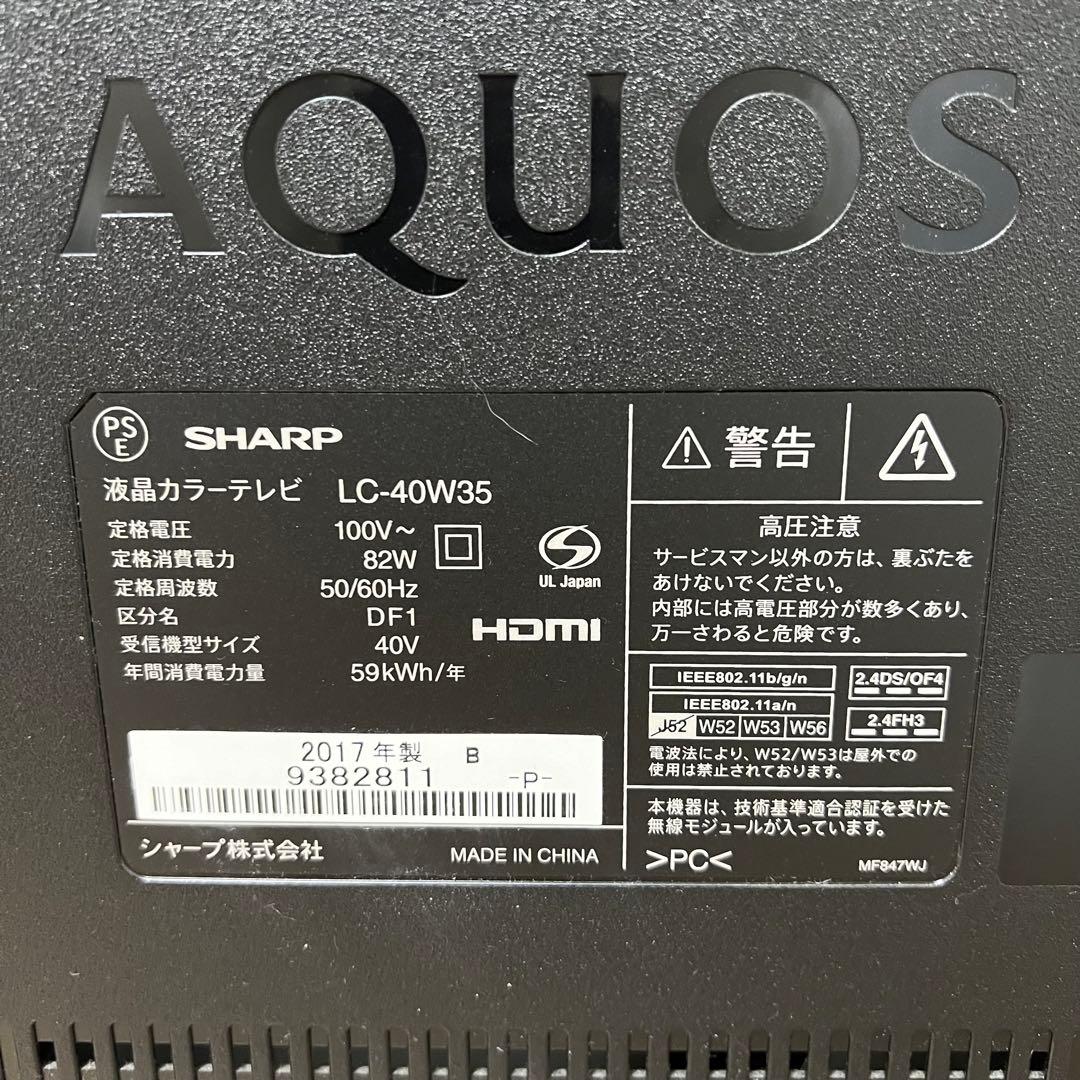 AQUOS
PS
E
SHARP
液晶カラーテレビ LC-40W35
定格電圧 100V～
定格消費電力 82W
定格周波数 50/60Hz
区分名 DF1
受信機型サイズ 40V
年間消費電力量 59kWh/年
UL Japan
HDMI
2017年製 B
9382811 -P-
シャープ株式会社 MADE IN CHINA
警告
高圧注意
サービスマン以外の方は、裏ぶたを
あけないでください。
内部には高電圧部分が数多くあり、
万一さわると危険です。
IEEE802.11b/g/n
IEEE802.11a/n
J52 W52 W53 W56
2.4DS/OF4
2.4FH3
電波法により、W52/W53は屋外での
使用は禁止されております。
本機器は、技術基準適合認証を受けた
無線モジュールが入っています。
>PC< MF847WJ